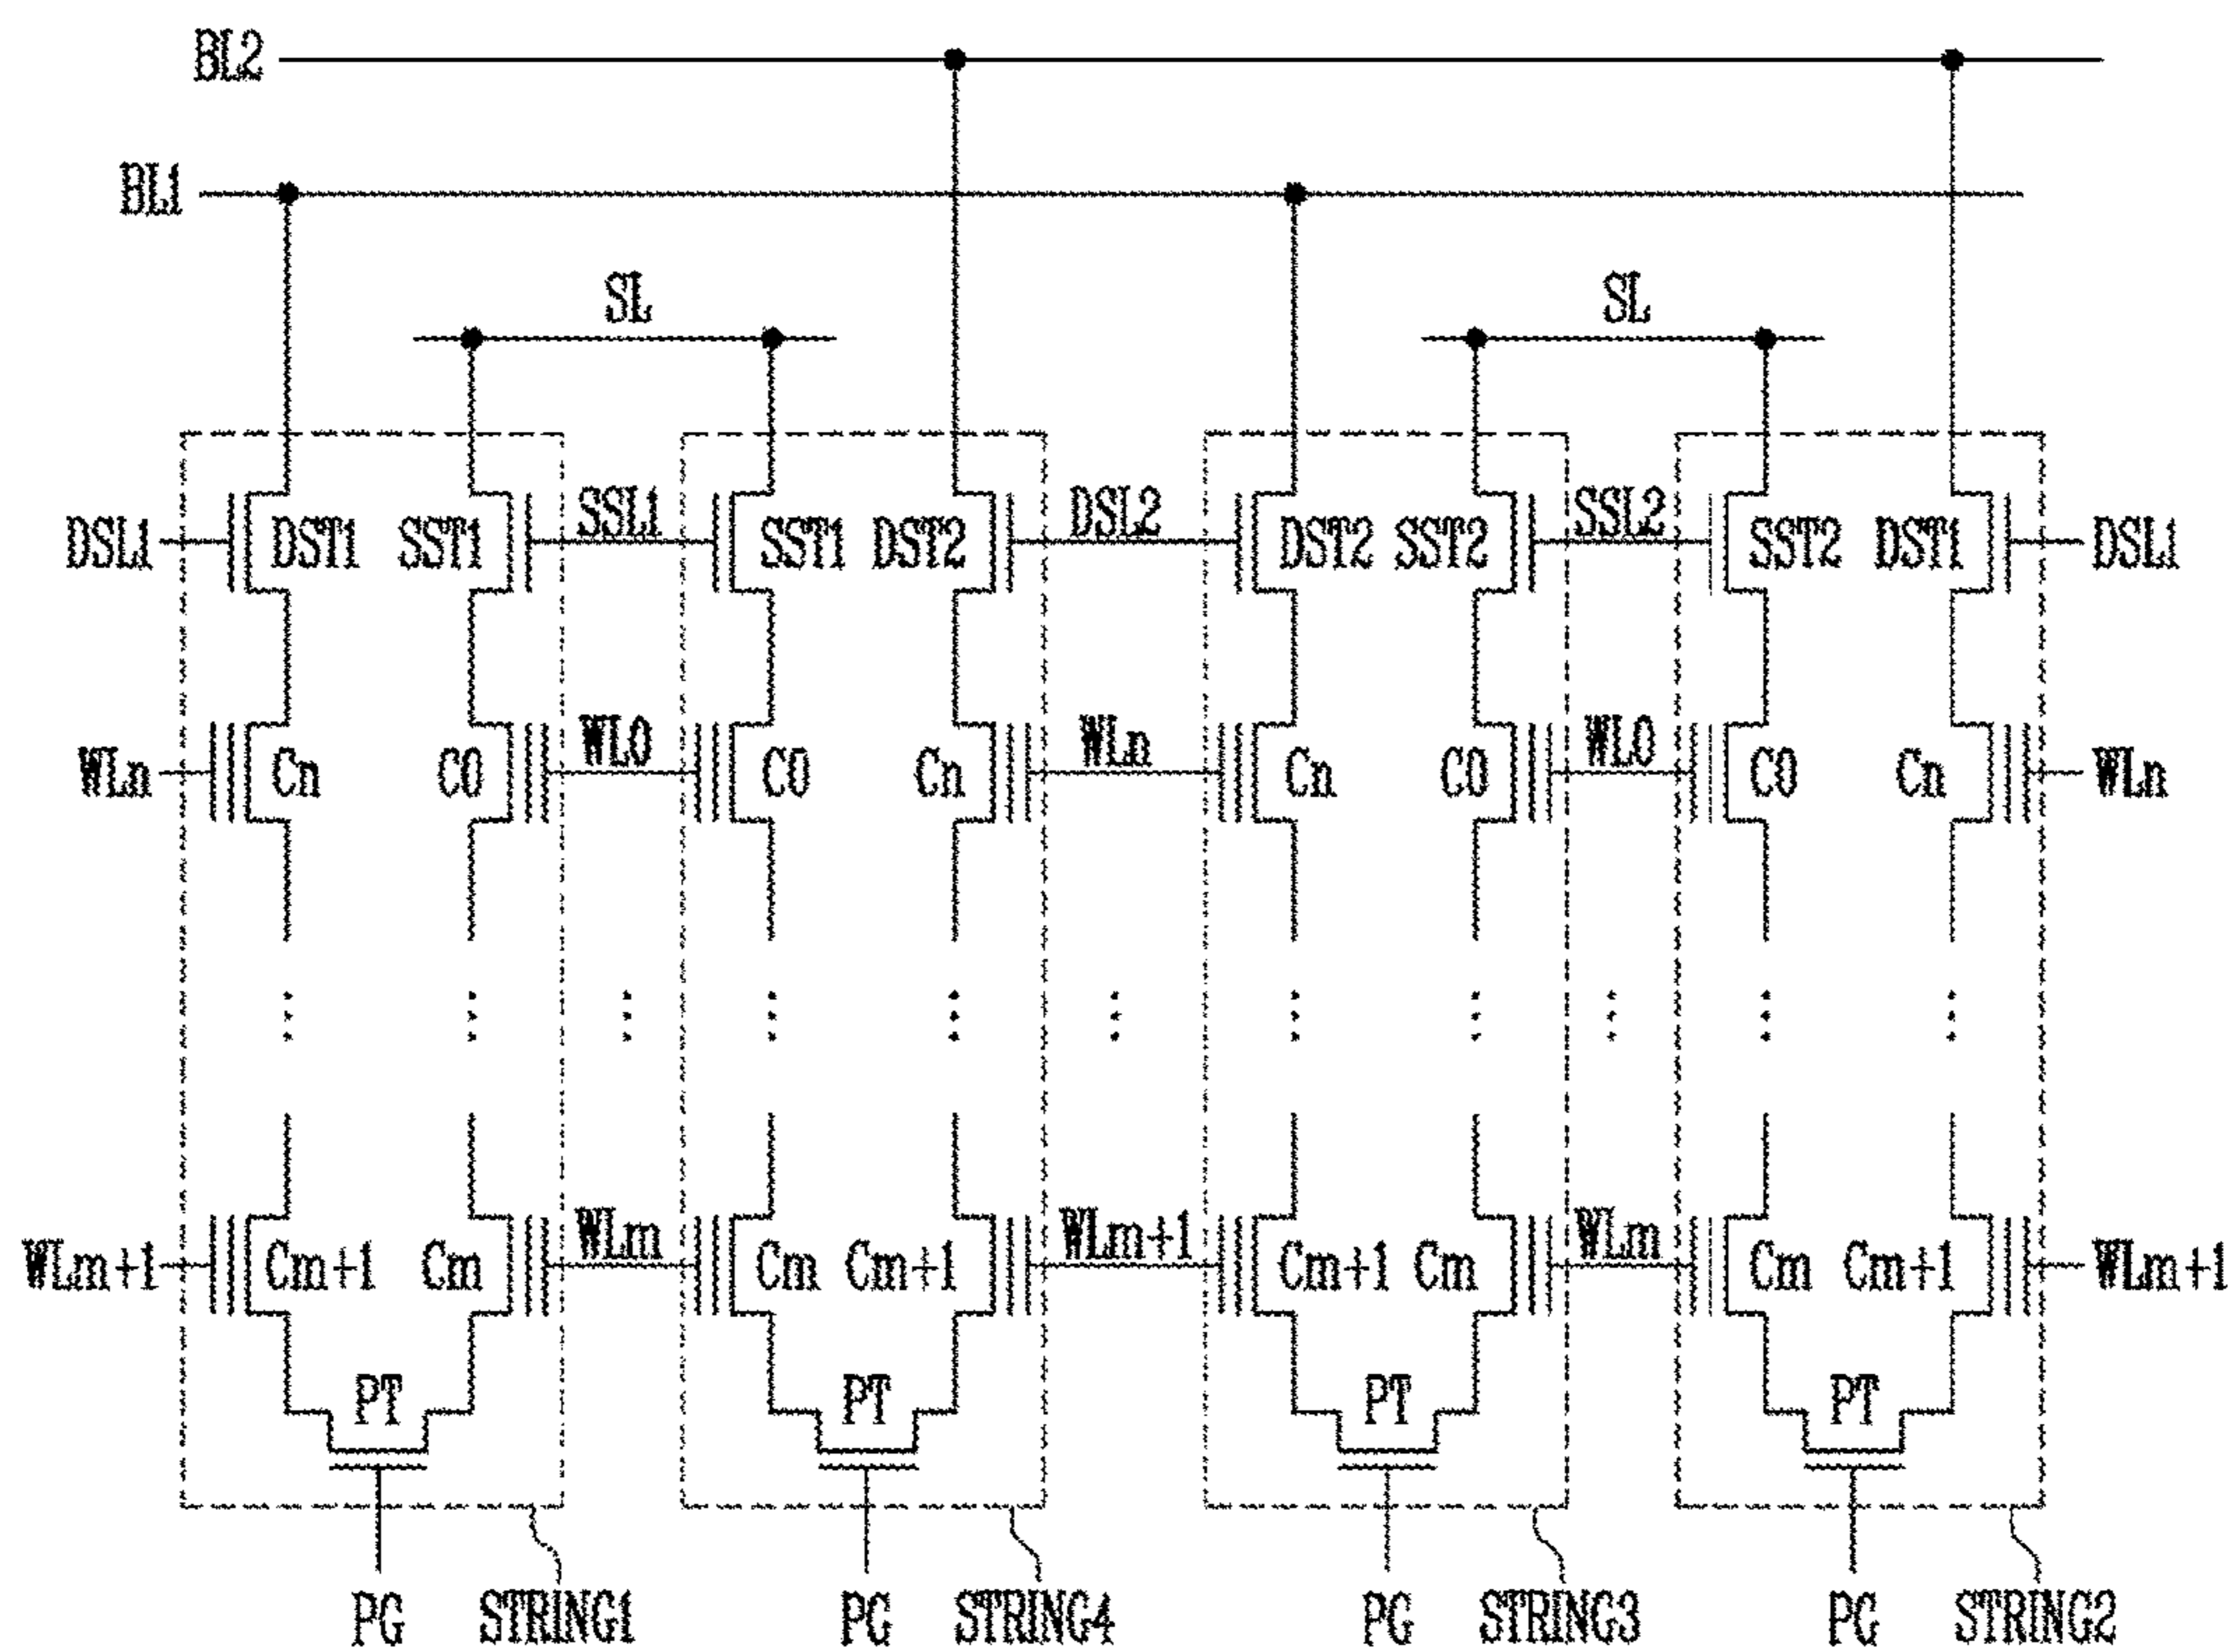 BL2
BL1
SL SL
DSL1 DST1 SST1 SSL1 SST1 DST2 DSL2 DST2 SST2 SSL2 SST2 DST1 DSL1
WLn Cn C0 WL0 C0 Cn WLn Cn C0 WL0 C0 Cn WLn
WLm+1 Cm+1 Cm WLm Cm Cm+1 WLm+1 Cm+1 Cm WLm Cm Cm+1 WLm+1
PT PT PT PT
PG STRING1 PG STRING4 PG STRING3 PG STRING2